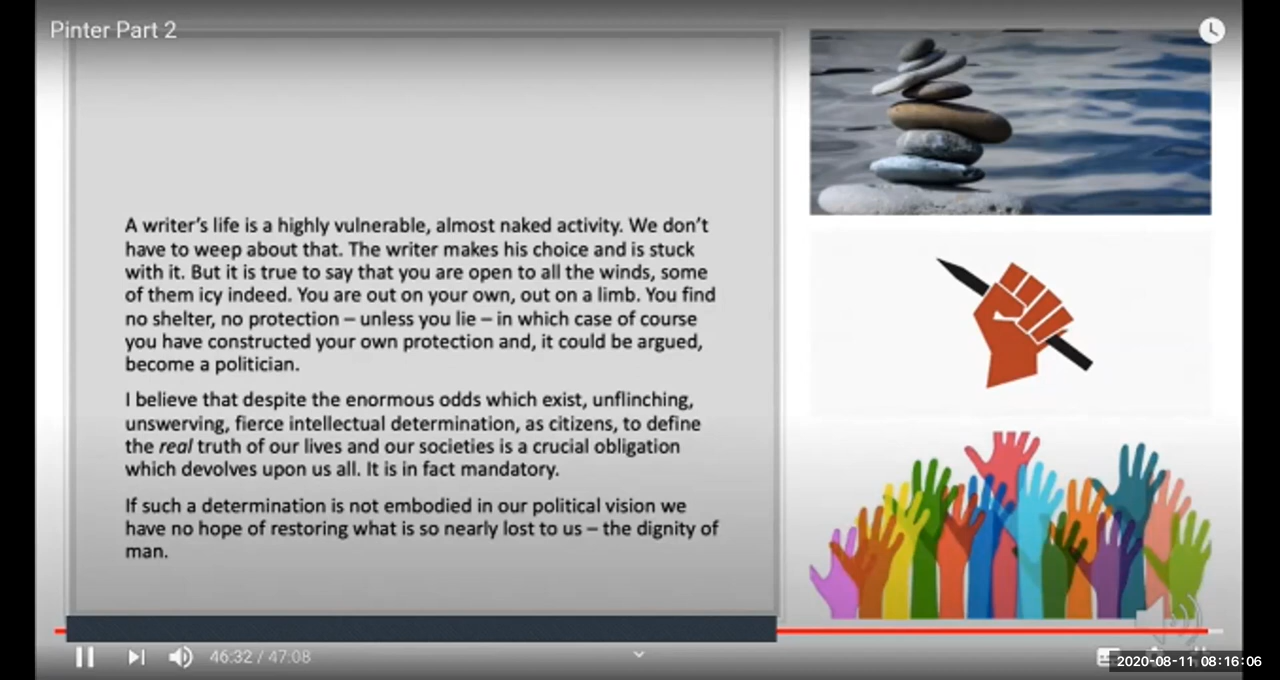 Pinter Part 2
A writer’s life is a highly vulnerable, almost naked activity. We don’t
have to weep about that. The writer makes his choice and is stuck
with it. But it is true to say that you are open to all the winds, some
of them icy indeed. You are out on your own, out on a limb. You find
no shelter, no protection – unless you lie – in which case of course
you have constructed your own protection and, it could be argued,
become a politician.
I believe that despite the enormous odds which exist, unflinching,
unswerving, fierce intellectual determination, as citizens, to define
the real truth of our lives and our societies is a crucial obligation
which devolves upon us all. It is in fact mandatory.
If such a determination is not embodied in our political vision we
have no hope of restoring what is so nearly lost to us – the dignity of
man.
46:32 / 47:08
2020-08-11 08:16:06